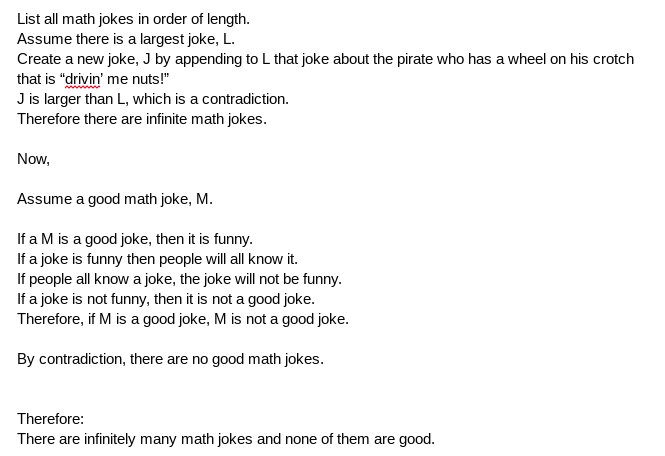 List all math jokes in order of length.
Assume there is a largest joke, L.
Create a new joke, J by appending to L that joke about the pirate who has a wheel on his crotch
that is “drivin’ me nuts!”
J is larger than L, which is a contradiction.
Therefore there are infinite math jokes.
Now,
Assume a good math joke, M.
If a M is a good joke, then it is funny.
If a joke is funny then people will all know it.
If people all know a joke, the joke will not be funny.
If a joke is not funny, then it is not a good joke.
Therefore, if M is a good joke, M is not a good joke.
By contradiction, there are no good math jokes.
Therefore:
There are infinitely many math jokes and none of them are good.